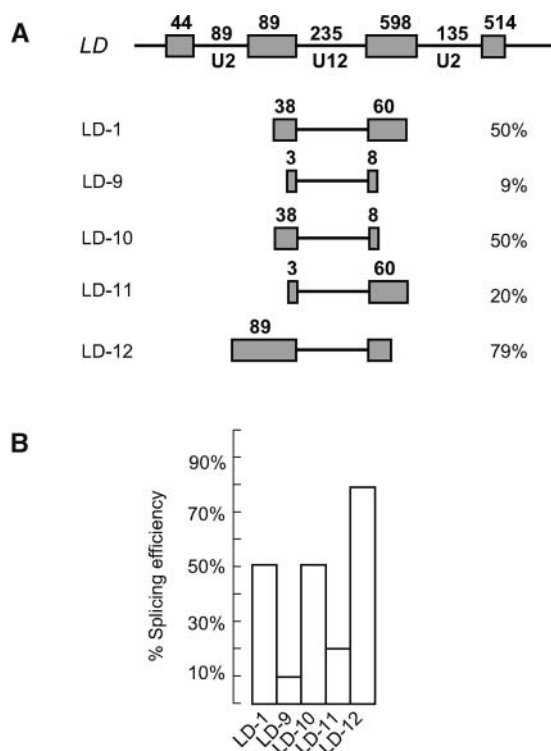 A
44 89 89 235 598 135 514
LD
U2 U12 U2
38 60
LD-1 50%
3 8
LD-9 9%
38 8
LD-10 50%
3 60
LD-11 20%
89
LD-12 79%
B
% Splicing efficiency
90%
70%
50%
30%
10%
LD-1 LD-9 LD-10 LD-11 LD-12